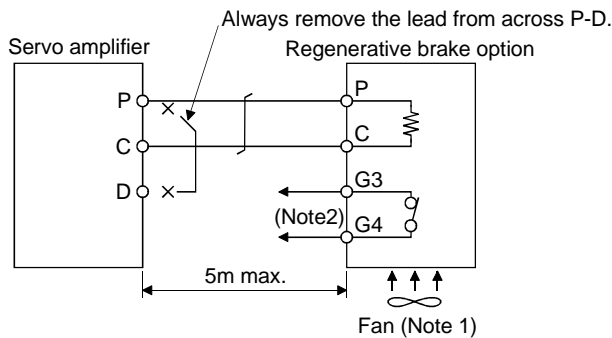 Always remove the lead from across P-D.
Servo amplifier
Regenerative brake option
P
P
C
C
D
G3
(Note2)
G4
5m max.
Fan (Note 1)